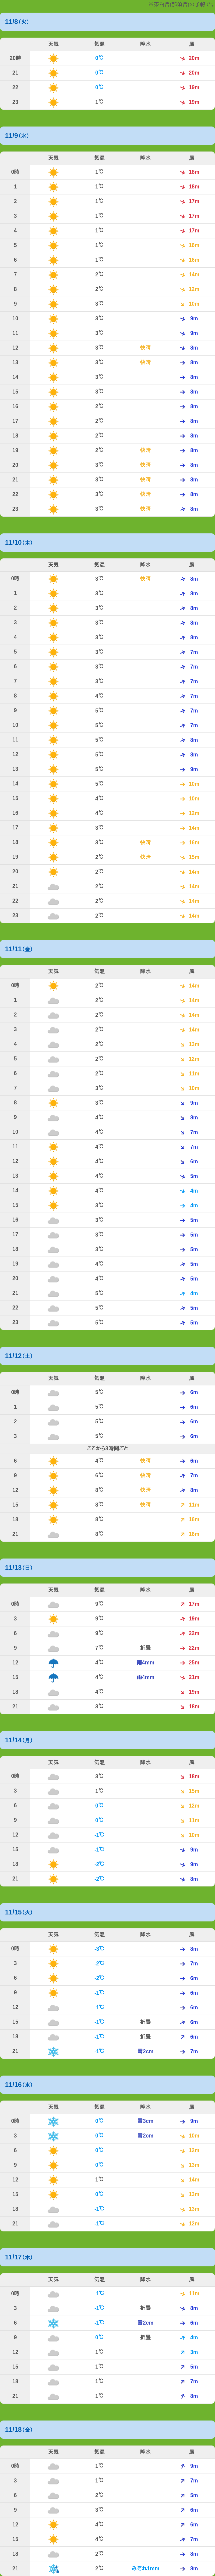 11/8(火)
天気 気温 降水 風
20時 0℃ 20m
21 0℃ 20m
22 0℃ 19m
23 1℃ 19m
11/9(水)
天気 気温 降水 風
0時 1℃ 18m
1 1℃ 18m
2 1℃ 17m
3 1℃ 17m
4 1℃ 17m
5 1℃ 16m
6 1℃ 16m
7 2℃ 14m
8 2℃ 12m
9 3℃ 10m
10 3℃ 9m
11 3℃ 9m
12 3℃ 快晴 8m
13 3℃ 快晴 8m
14 3℃ 8m
15 3℃ 8m
16 2℃ 8m
17 2℃ 8m
18 2℃ 8m
19 2℃ 快晴 8m
20 3℃ 快晴 8m
21 3℃ 快晴 8m
22 3℃ 快晴 8m
23 3℃ 快晴 8m
11/10(木)
天気 気温 降水 風
0時 3℃ 快晴 8m
1 3℃ 8m
2 3℃ 8m
3 3℃ 8m
4 3℃ 8m
5 3℃ 7m
6 3℃ 7m
7 3℃ 7m
8 4℃ 7m
9 5℃ 7m
10 5℃ 7m
11 5℃ 8m
12 5℃ 8m
13 5℃ 9m
14 5℃ 10m
15 4℃ 10m
16 4℃ 12m
17 3℃ 14m
18 3℃ 快晴 16m
19 2℃ 快晴 15m
20 2℃ 14m
21 2℃ 14m
22 2℃ 14m
23 2℃ 14m
11/11(金)
天気 気温 降水 風
0時 2℃ 14m
1 2℃ 14m
2 2℃ 14m
3 2℃ 14m
4 2℃ 13m
5 2℃ 12m
6 2℃ 11m
7 3℃ 10m
8 3℃ 9m
9 4℃ 8m
10 4℃ 7m
11 4℃ 7m
12 4℃ 6m
13 4℃ 5m
14 4℃ 4m
15 3℃ 4m
16 3℃ 5m
17 3℃ 5m
18 3℃ 5m
19 4℃ 5m
20 4℃ 5m
21 5℃ 4m
22 5℃ 5m
23 5℃ 5m
11/12(土)
天気 気温 降水 風
0時 5℃ 6m
1 5℃ 6m
2 5℃ 6m
3 5℃ 6m
ここから3時間ごと
6 4℃ 快晴 6m
9 6℃ 快晴 7m
12 8℃ 快晴 8m
15 8℃ 快晴 11m
18 8℃ 16m
21 8℃ 16m
11/13(日)
天気 気温 降水 風
0時 9℃ 17m
3 9℃ 19m
6 9℃ 22m
9 7℃ 折畳 22m
12 4℃ 雨4mm 25m
15 4℃ 雨4mm 21m
18 4℃ 19m
21 3℃ 18m
11/14(月)
天気 気温 降水 風
0時 3℃ 18m
3 1℃ 15m
6 0℃ 12m
9 0℃ 11m
12 -1℃ 10m
15 -1℃ 9m
18 -2℃ 9m
21 -2℃ 8m
11/15(火)
天気 気温 降水 風
0時 -3℃ 8m
3 -2℃ 7m
6 -2℃ 6m
9 -1℃ 6m
12 -1℃ 6m
15 -1℃ 折畳 6m
18 -1℃ 折畳 6m
21 -1℃ 雪2cm 7m
11/16(水)
天気 気温 降水 風
0時 0℃ 雪3cm 9m
3 0℃ 雪2cm 10m
6 0℃ 12m
9 0℃ 13m
12 1℃ 14m
15 0℃ 13m
18 -1℃ 13m
21 -1℃ 12m
11/17(木)
天気 気温 降水 風
0時 -1℃ 11m
3 -1℃ 折畳 8m
6 -1℃ 雪2cm 6m
9 0℃ 折畳 4m
12 1℃ 3m
15 1℃ 5m
18 1℃ 7m
21 1℃ 8m
11/18(金)
天気 気温 降水 風
0時 1℃ 9m
3 1℃ 7m
6 2℃ 5m
9 3℃ 6m
12 4℃ 6m
15 4℃ 7m
18 2℃ 8m
21 2℃ みぞれ1mm 8m